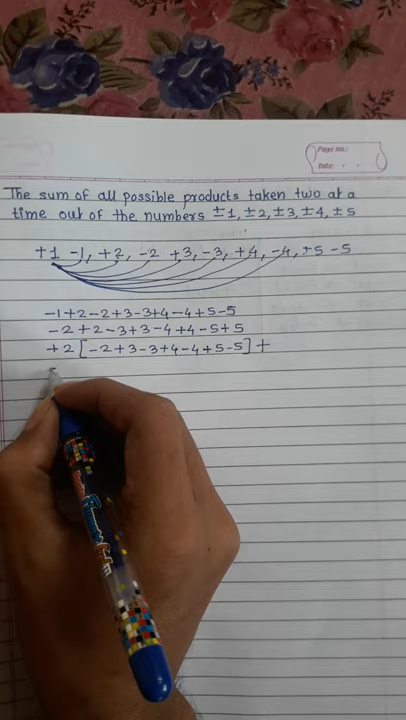 Page No.:
Date: . .
The sum of all possible products taken two at a
time out of the numbers ±1, ±2, ±3, ±4, ±5
+1 -1, +2, -2 +3, -3, +4, -4, +5 -5
-1+2-2+3-3+4-4+5-5
-2+2-3+3-4+4-5+5
+2[-2+3-3+4-4+5-5]+